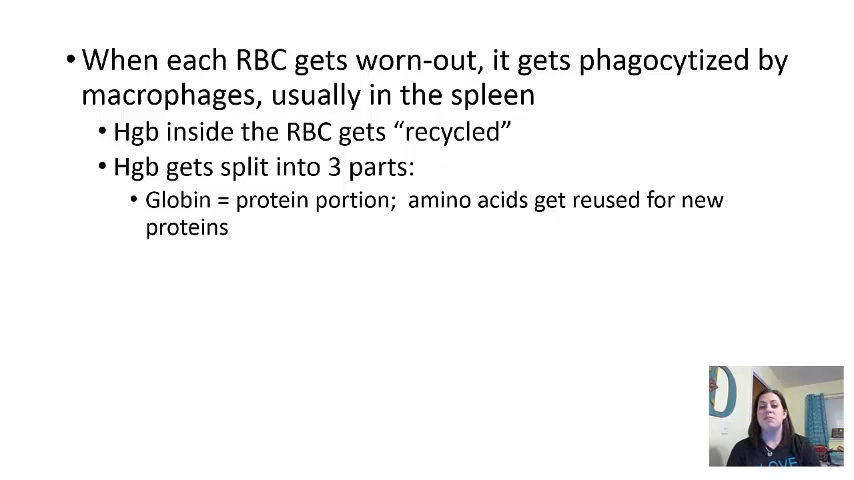 • When each RBC gets worn-out, it gets phagocytized by
macrophages, usually in the spleen
• Hgb inside the RBC gets “recycled”
• Hgb gets split into 3 parts:
• Globin = protein portion;  amino acids get reused for new
proteins
D
LOVE